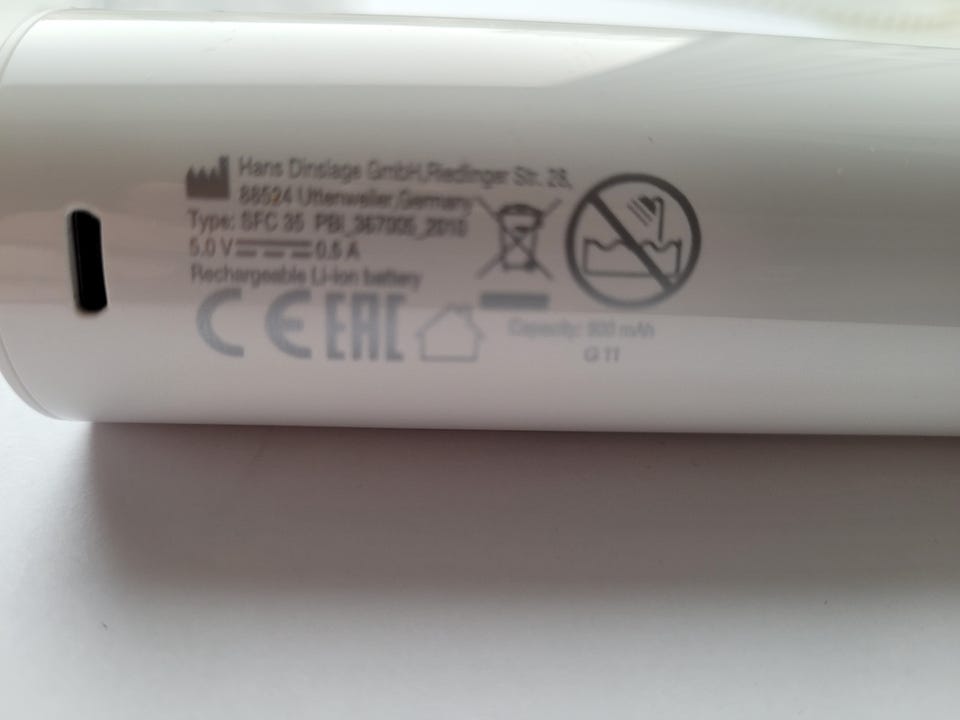 Hans Dinslage GmbH,Riedlinger Str. 28,
88524 Uttenweiler,Germany
Type: SFC 35 PBI_367005_2010
5.0 V 0.5 A
Rechargeable Li-ion battery
CE EAC
Capacity: mAh
G 11